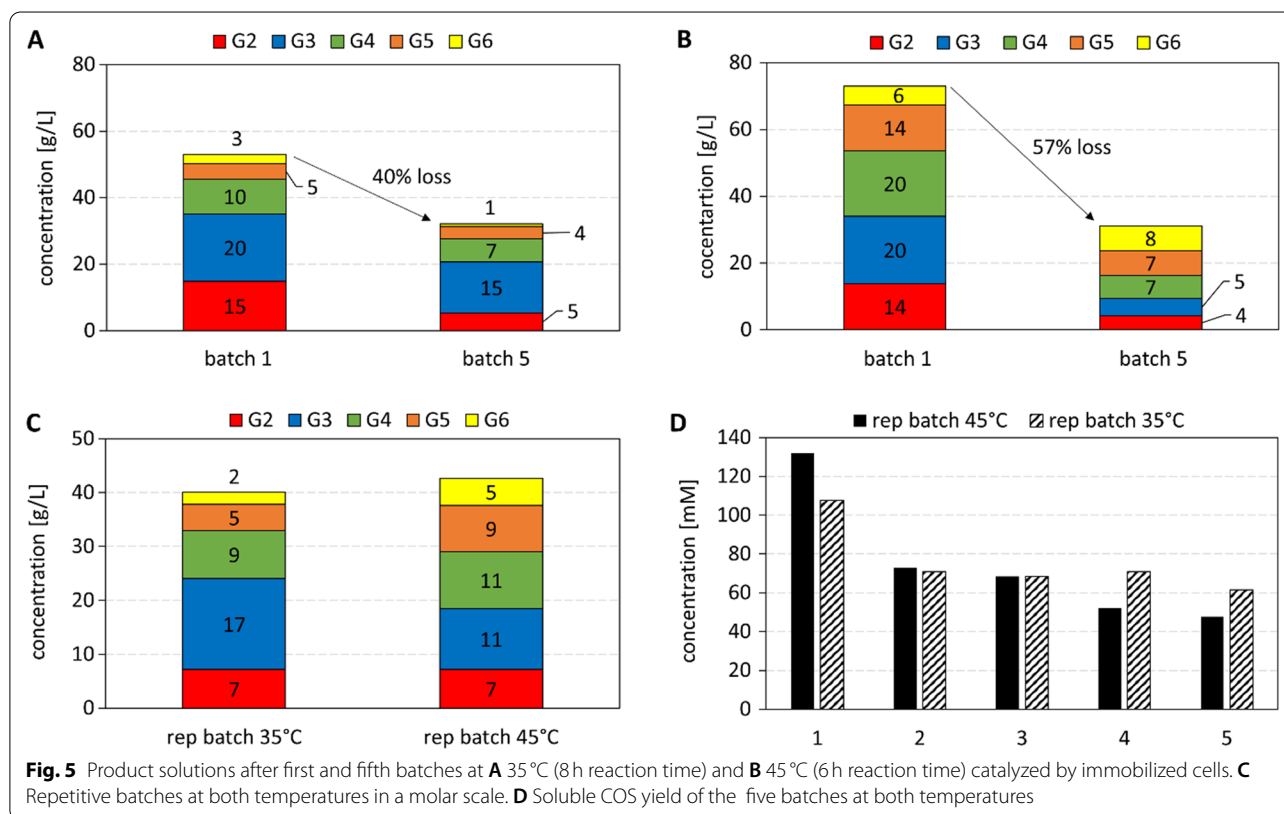 A
G2 G3 G4 G5 G6
concentration [g/L]
80
60
40
20
0
3
5
10
20
15
40% loss
1
4
7
15
5
batch 1 batch 5
B
G2 G3 G4 G5 G6
cocentartion [g/L]
80
60
40
20
0
6
14
20
20
14
57% loss
8
7
7
5
4
batch 1 batch 5
C
G2 G3 G4 G5 G6
concentration [g/L]
50
40
30
20
10
0
2
5
9
17
7
5
9
11
11
7
rep batch 35°C rep batch 45°C
D
rep batch 45°C rep batch 35°C
concentration [mM]
140
120
100
80
60
40
20
0
1 2 3 4 5
Fig. 5 Product solutions after first and fifth batches at A 35 °C (8 h reaction time) and B 45 °C (6 h reaction time) catalyzed by immobilized cells. C
Repetitive batches at both temperatures in a molar scale. D Soluble COS yield of the five batches at both temperatures